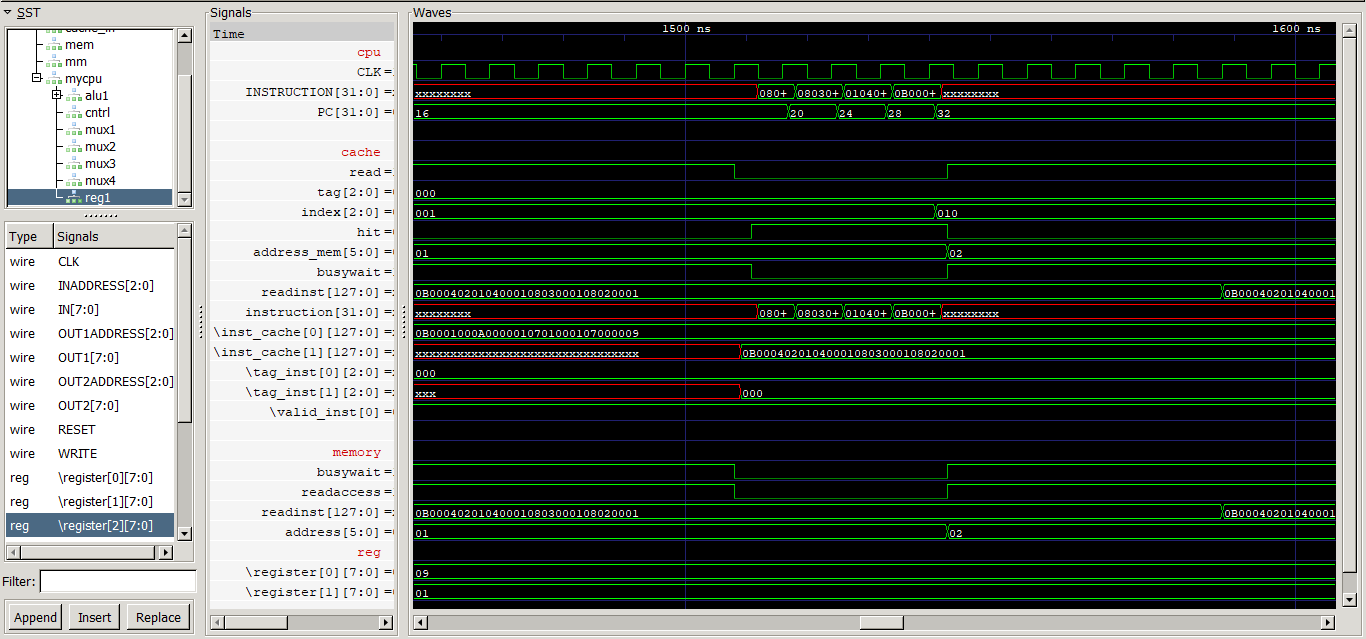 SST
cache_in
mem
mm
mycpu
alu1
cntrl
mux1
mux2
mux3
mux4
reg1
Type Signals
wire CLK
wire INADDRESS[2:0]
wire IN[7:0]
wire OUT1ADDRESS[2:0]
wire OUT1[7:0]
wire OUT2ADDRESS[2:0]
wire OUT2[7:0]
wire RESET
wire WRITE
reg \register[0][7:0]
reg \register[1][7:0]
reg \register[2][7:0]
Filter:
Append Insert Replace
Signals
Time
cpu
CLK =
INSTRUCTION[31:0] =
PC[31:0] =
cache
read =
tag[2:0] =
index[2:0] =
hit =
address_mem[5:0] =
busywait =
readinst[127:0] =
instruction[31:0] =
\inst_cache[0][127:0] =
\inst_cache[1][127:0] =
\tag_inst[0][2:0] =
\tag_inst[1][2:0] =
\valid_inst[0] =
memory
busywait =
readaccess =
readinst[127:0] =
address[5:0] =
reg
\register[0][7:0] =
\register[1][7:0] =
Waves
1500 ns 1600 ns
xxxxxxxx 080+ 08030+ 01040+ 0B000+ xxxxxxxx
16 20 24 28 32
000
001 010
01 02
0B000402010400010803000108020001 0B00040201040001
xxxxxxxx 080+ 08030+ 01040+ 0B000+ xxxxxxxx
0B0001000A0000010701000107000009
xxxxxxxxxxxxxxxxxxxxxxxxxxxxxxxx 0B000402010400010803000108020001
000
xxx 000
0B000402010400010803000108020001 0B00040201040001
01 02
09
01